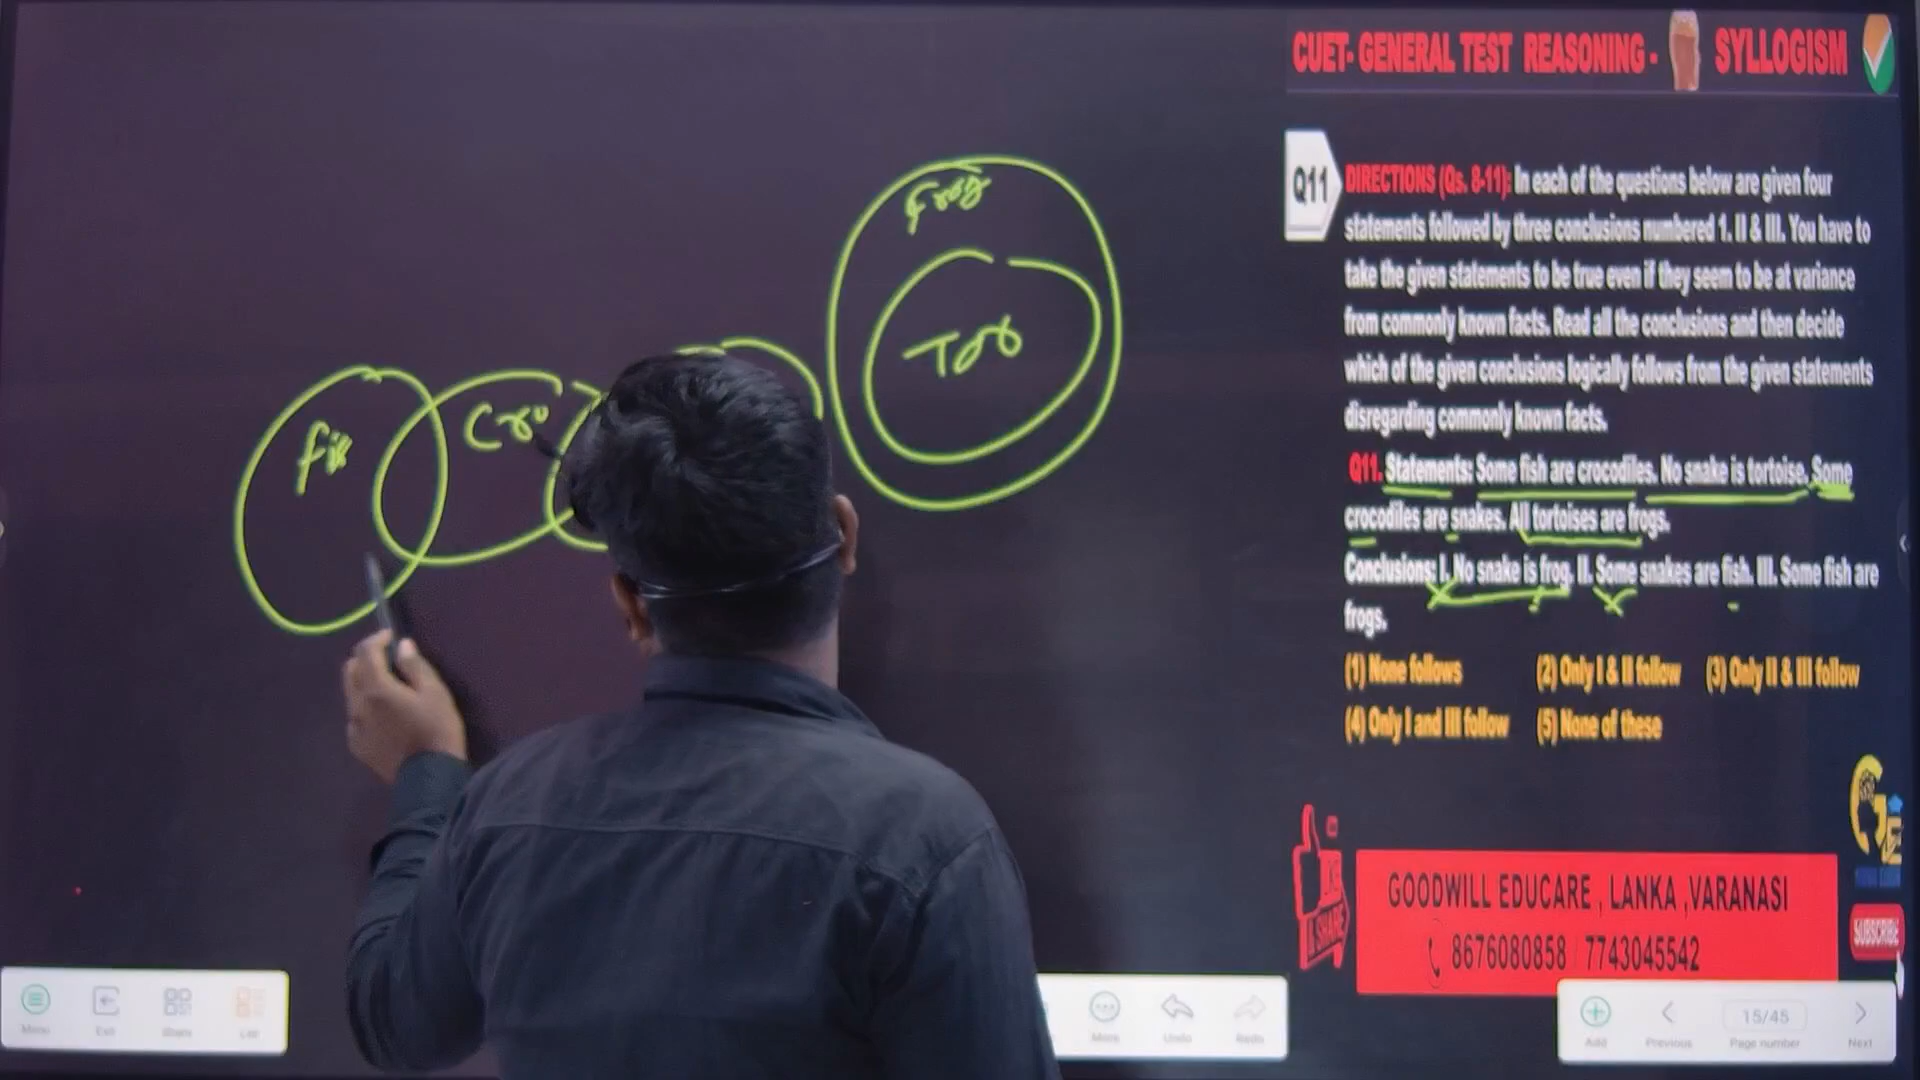 CUET- GENERAL TEST REASONING - SYLLOGISM
Q11
DIRECTIONS (Qs. 8-11): In each of the questions below are given four
statements followed by three conclusions numbered 1. II & III. You have to
take the given statements to be true even if they seem to be at variance
from commonly known facts. Read all the conclusions and then decide
which of the given conclusions logically follows from the given statements
disregarding commonly known facts.
Q11. Statements: Some fish are crocodiles. No snake is tortoise. Some
crocodiles are snakes. All tortoises are frogs.
Conclusions: I. No snake is frog. II. Some snakes are fish. III. Some fish are
frogs.
(1) None follows (2) Only I & II follow (3) Only II & III follow
(4) Only I and III follow (5) None of these
Frog
Tor
Cro
Fis
GOODWILL EDUCARE , LANKA ,VARANASI
8676080858 7743045542
& SHARE
SUBSCRIBE
Menu Exit Share
More Undo Redo
Add Previous 15/45 Page number Next